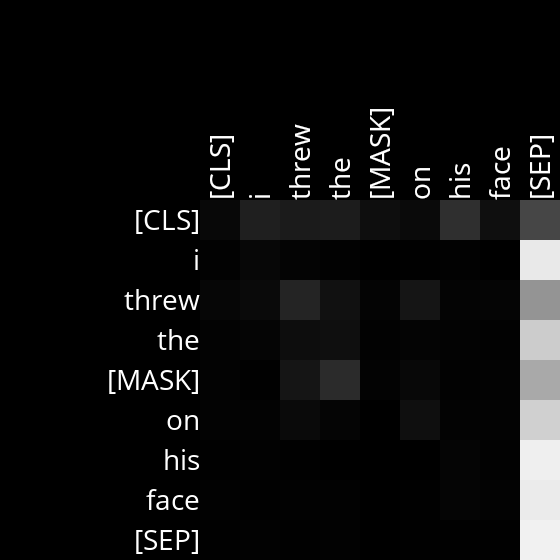 [CLS] i threw the [MASK] on his face [SEP]
[CLS]
i
threw
the
[MASK]
on
his
face
[SEP]